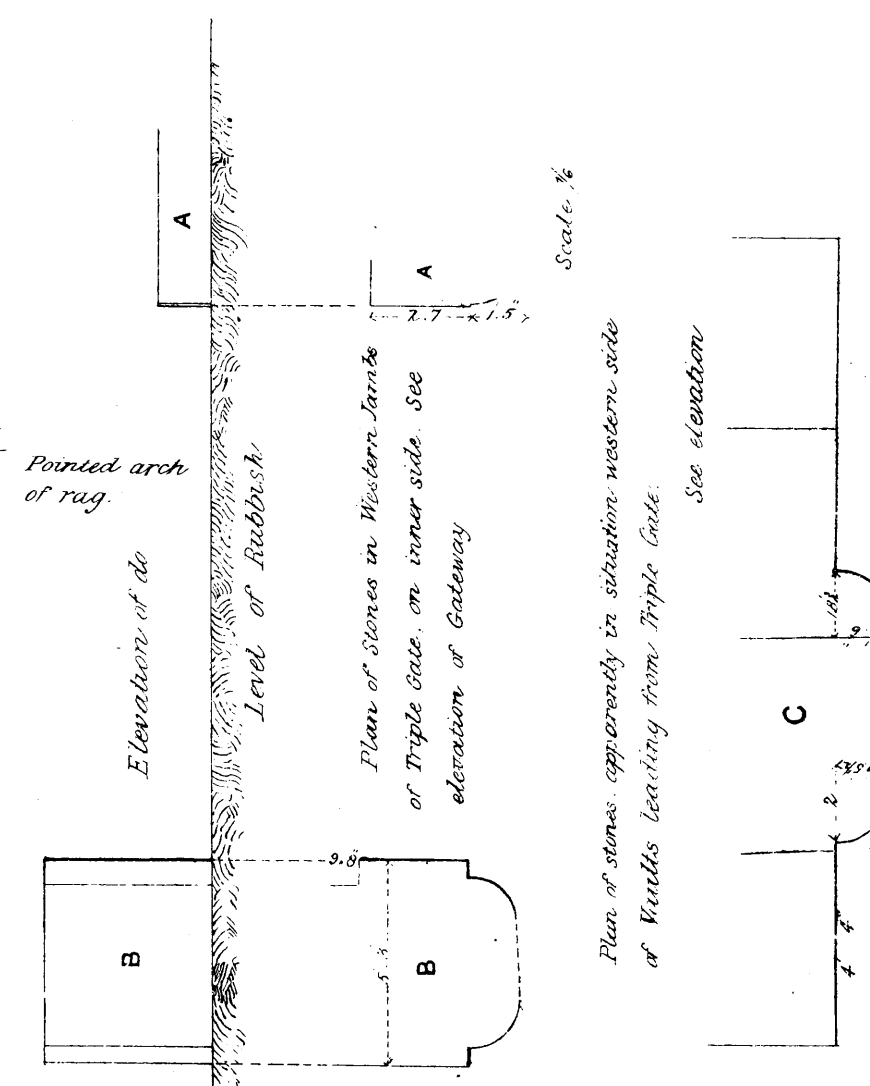 Pointed arch
of rag.
Elevation of do
Level of Rubbish
A
B
9.8"
5.3
B
A
2.7
1.5"
Plan of Stones in Western Jambs
of Triple Gate. on inner side. See
elevation of Gateway
Scale 1/6
Plan of stones. apparently in situation western side
of Vaults leading from Triple Gate.
See elevation
C
2
4' 4"